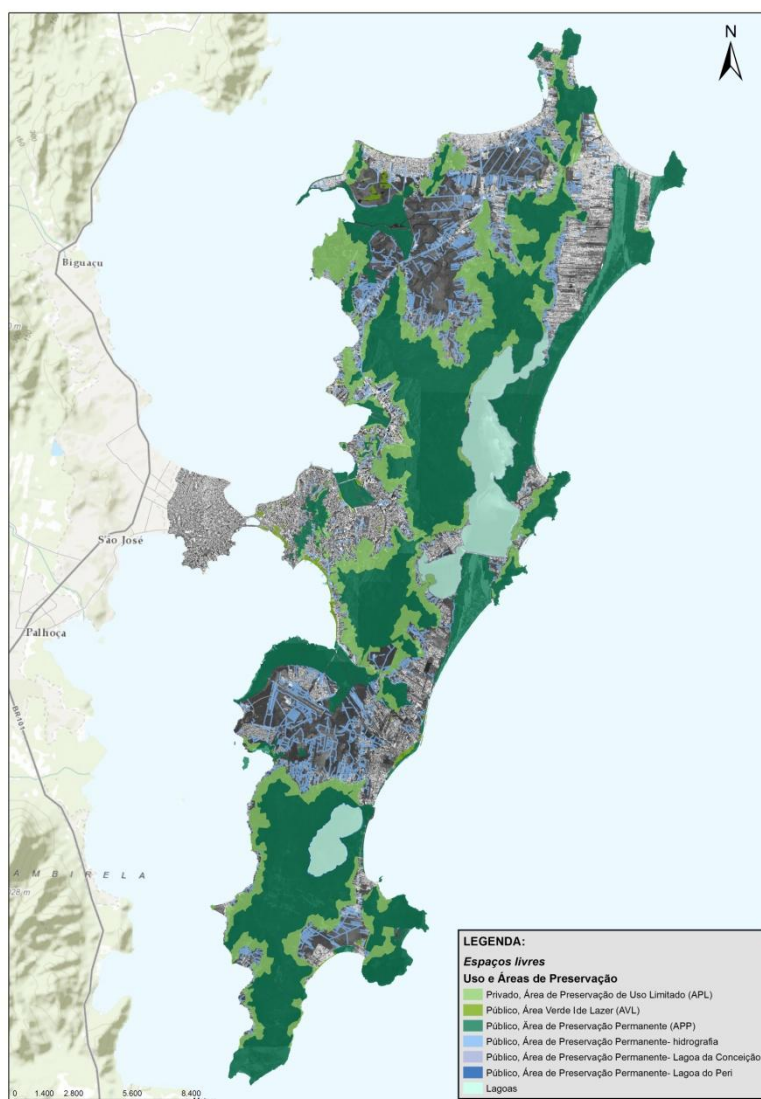 N
Biguaçu
São José
Palhoça
BR101
AMBIRELA
LEGENDA:
Espaços livres
Uso e Áreas de Preservação
Privado, Área de Preservação de Uso Limitado (APL)
Público, Área Verde Ide Lazer (AVL)
Público, Área de Preservação Permanente (APP)
Público, Área de Preservação Permanente- hidrografia
Público, Área de Preservação Permanente- Lagoa da Conceição
Público, Área de Preservação Permanente- Lagoa do Peri
Lagoas
0 1.400 2.800 5.600 8.400